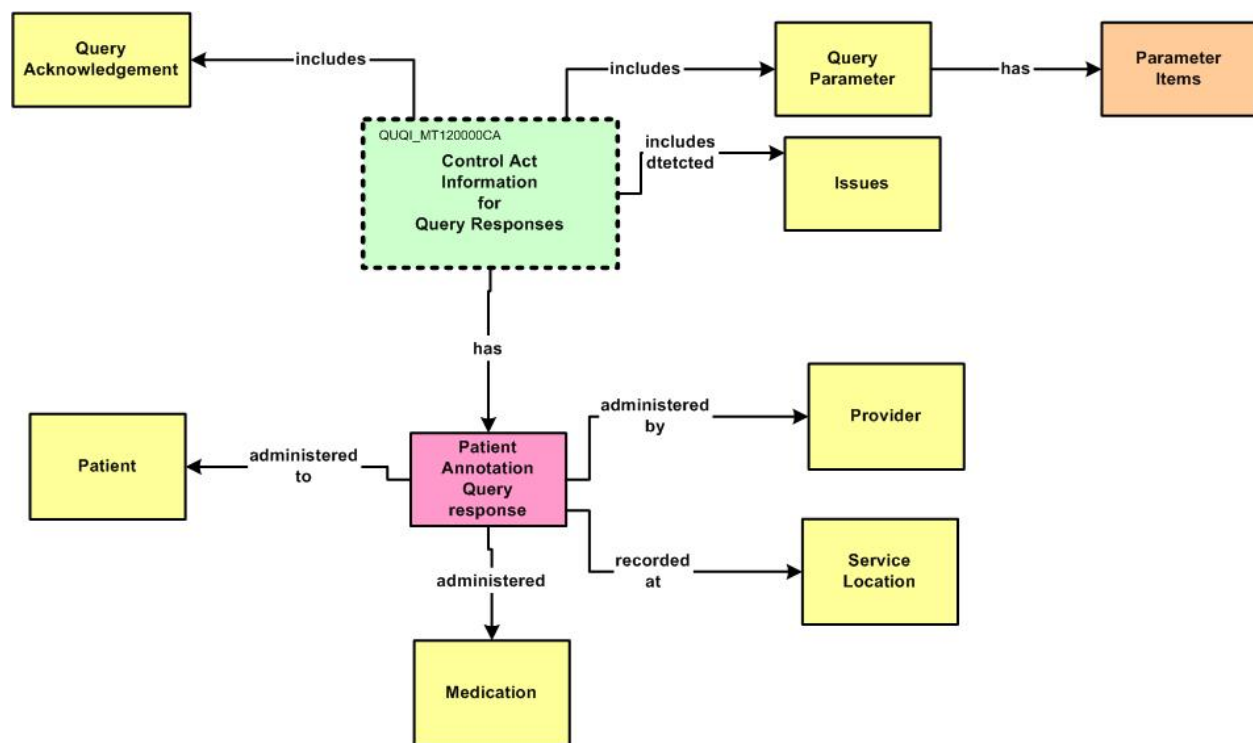 Query
Acknowledgement
includes
includes
Query
Parameter
has
Parameter
Items
QUQI_MT120000CA
Control Act
Information
for
Query Responses
includes
dtetcted
Issues
has
Patient
administered
to
Patient
Annotation
Query
response
administered
by
Provider
recorded
at
Service
Location
administered
Medication